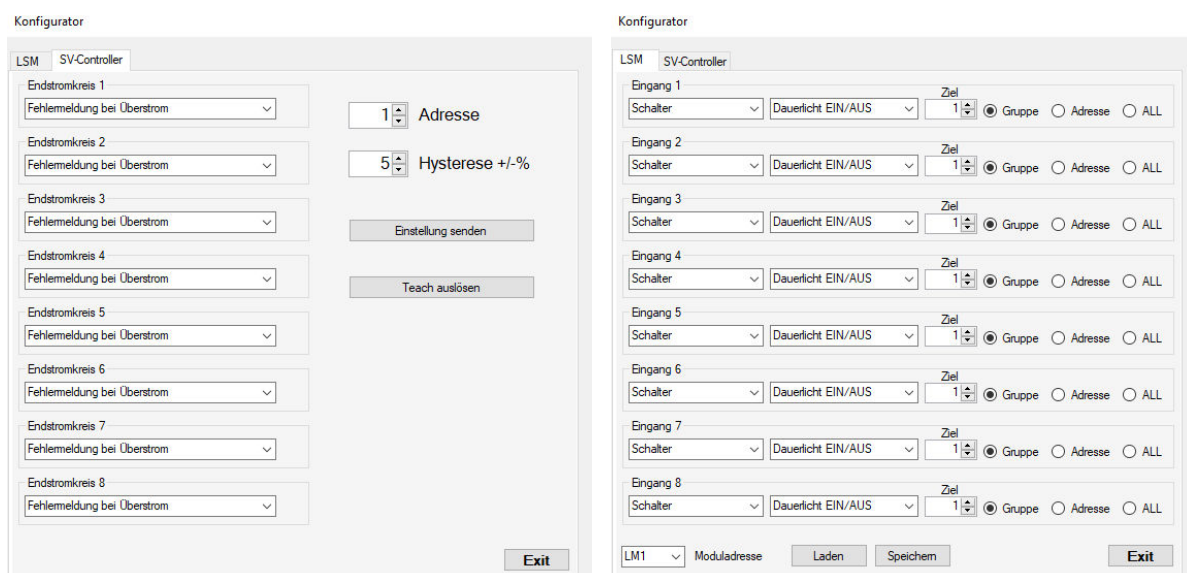 Konfigurator
LSM SV-Controller
Endstromkreis 1
Fehlermeldung bei Überstrom
Endstromkreis 2
Fehlermeldung bei Überstrom
Endstromkreis 3
Fehlermeldung bei Überstrom
Endstromkreis 4
Fehlermeldung bei Überstrom
Endstromkreis 5
Fehlermeldung bei Überstrom
Endstromkreis 6
Fehlermeldung bei Überstrom
Endstromkreis 7
Fehlermeldung bei Überstrom
Endstromkreis 8
Fehlermeldung bei Überstrom
1 Adresse
5 Hysterese +/-%
Einstellung senden
Teach auslösen
Exit
Konfigurator
LSM SV-Controller
Eingang 1
Ziel
Schalter Dauerlicht EIN/AUS 1 Gruppe Adresse ALL
Eingang 2
Ziel
Schalter Dauerlicht EIN/AUS 1 Gruppe Adresse ALL
Eingang 3
Ziel
Schalter Dauerlicht EIN/AUS 1 Gruppe Adresse ALL
Eingang 4
Ziel
Schalter Dauerlicht EIN/AUS 1 Gruppe Adresse ALL
Eingang 5
Ziel
Schalter Dauerlicht EIN/AUS 1 Gruppe Adresse ALL
Eingang 6
Ziel
Schalter Dauerlicht EIN/AUS 1 Gruppe Adresse ALL
Eingang 7
Ziel
Schalter Dauerlicht EIN/AUS 1 Gruppe Adresse ALL
Eingang 8
Ziel
Schalter Dauerlicht EIN/AUS 1 Gruppe Adresse ALL
LM1 Moduladresse Laden Speichern Exit